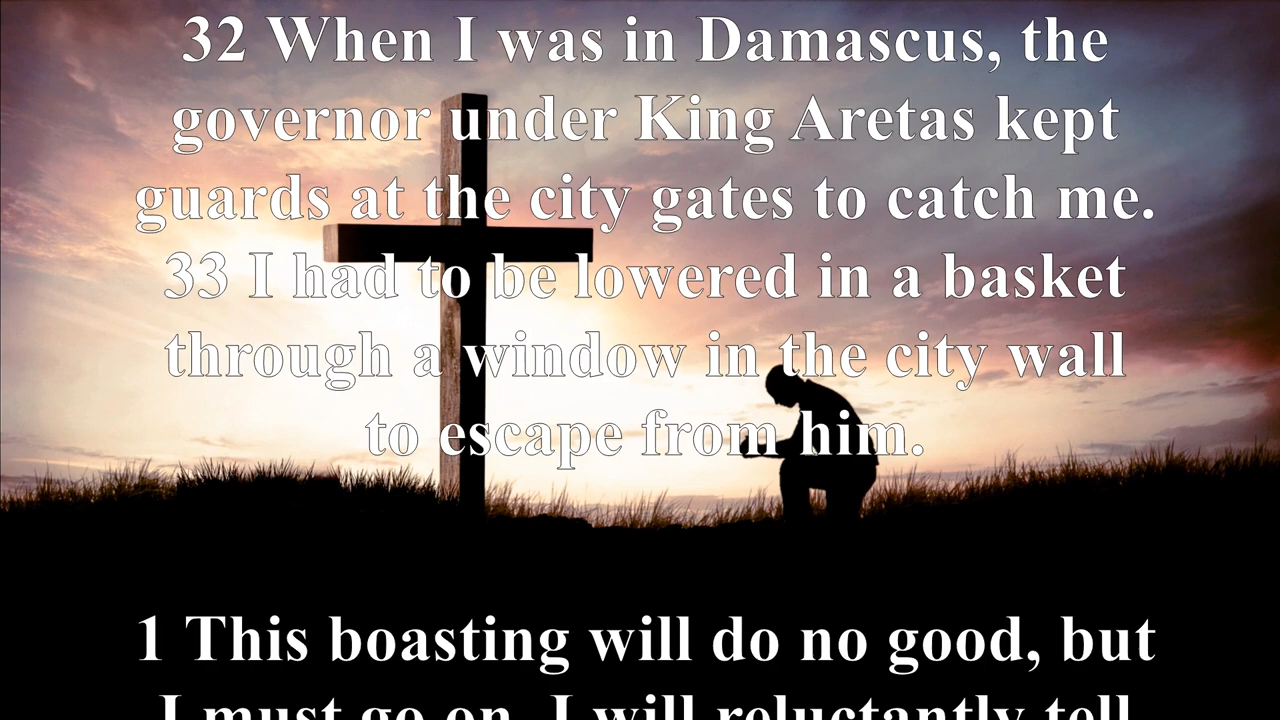 32 When I was in Damascus, the
governor under King Aretas kept
guards at the city gates to catch me.
33 I had to be lowered in a basket
through a window in the city wall
to escape from him.
1 This boasting will do no good, but
I must go on. I will reluctantly tell